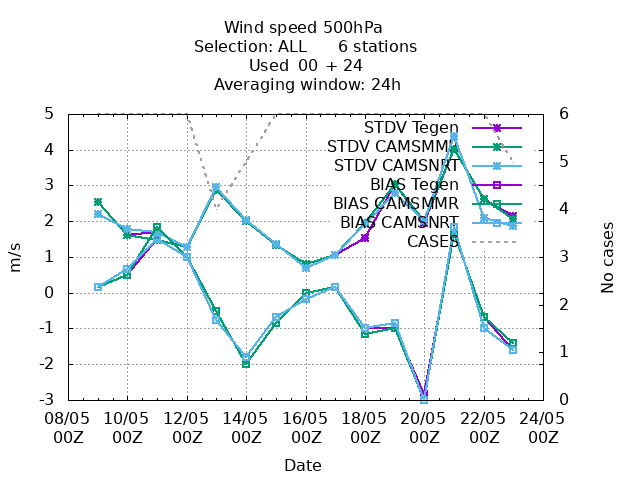 Wind speed 500hPa
Selection: ALL      6 stations
Used  00 + 24
Averaging window: 24h
STDV Tegen
STDV CAMSMMR
STDV CAMSNRT
BIAS Tegen
BIAS CAMSMMR
BIAS CAMSNRT
CASES
5
4
3
2
1
0
-1
-2
-3
m/s
6
5
4
3
2
1
0
No cases
08/05 10/05 12/05 14/05 16/05 18/05 20/05 22/05 24/05
00Z 00Z 00Z 00Z 00Z 00Z 00Z 00Z 00Z
Date